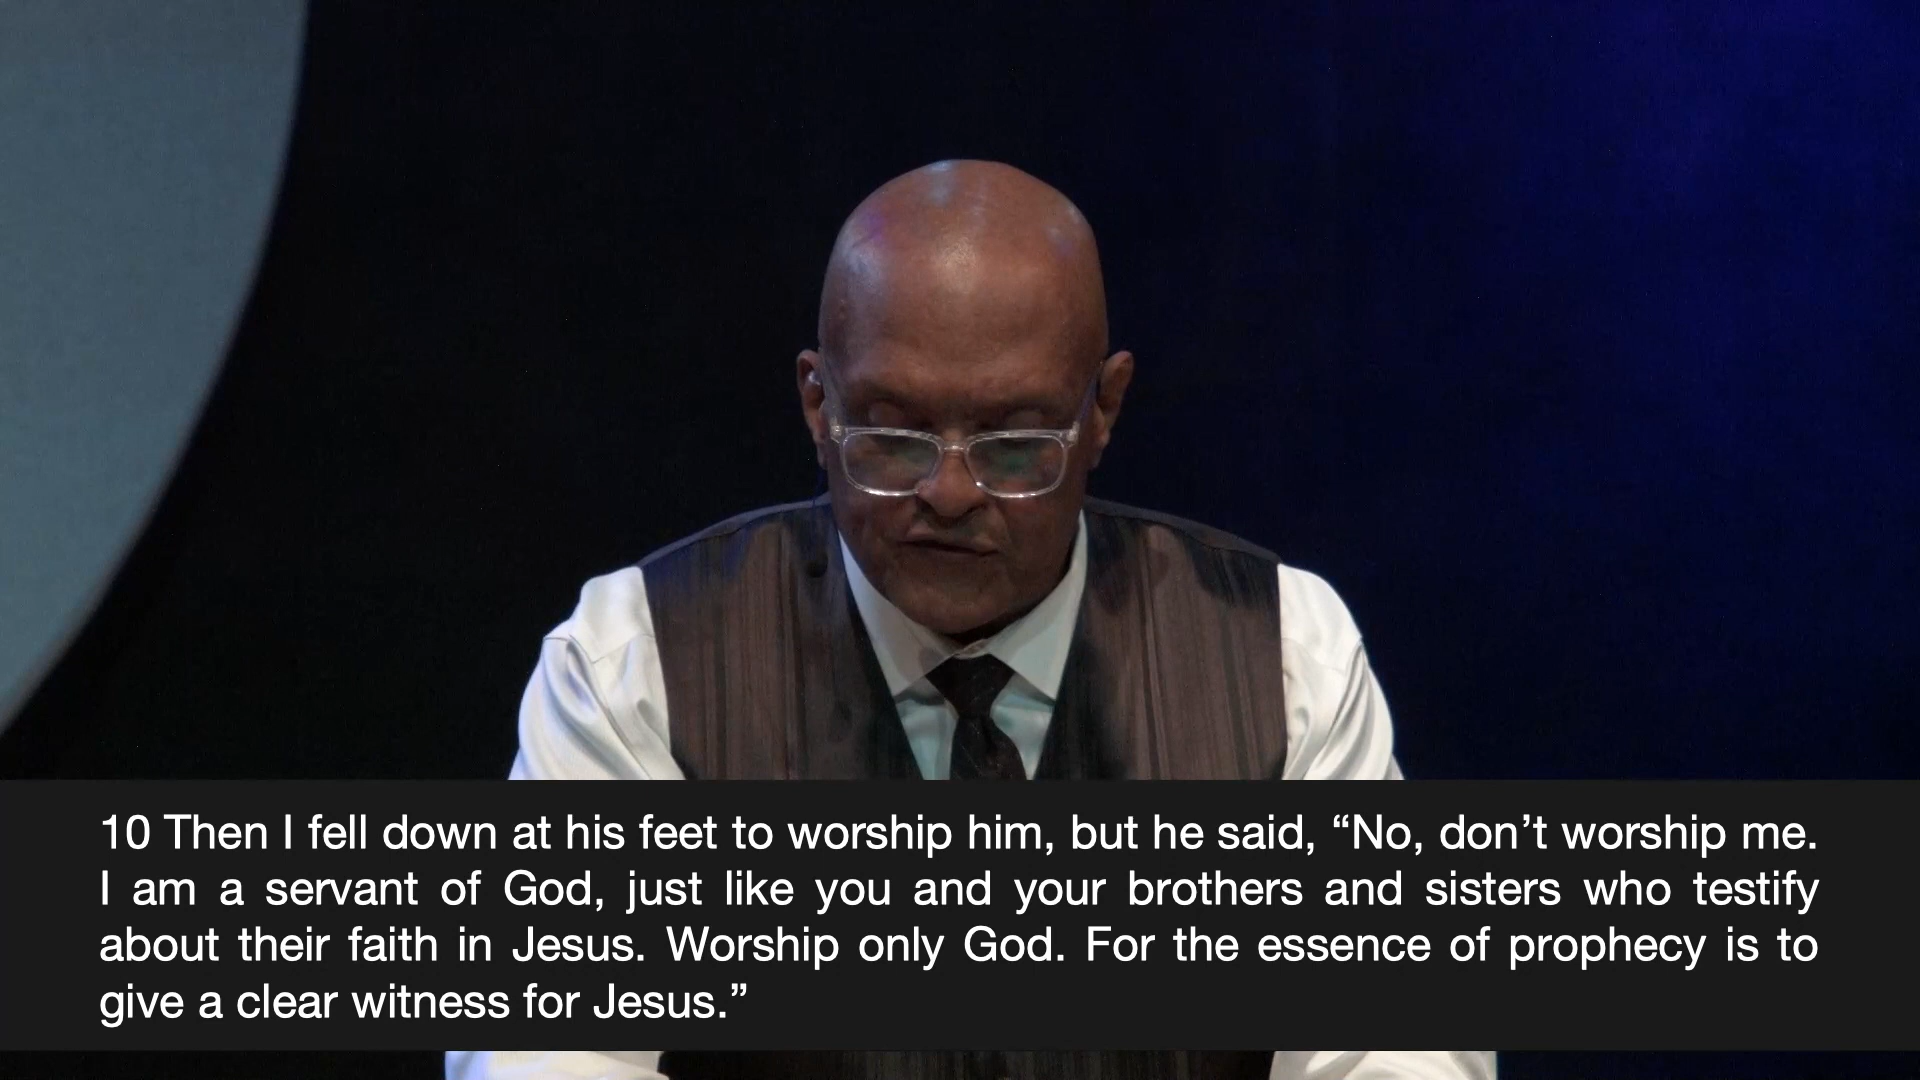 10 Then I fell down at his feet to worship him, but he said, “No, don’t worship me.
I am a servant of God, just like you and your brothers and sisters who testify
about their faith in Jesus. Worship only God. For the essence of prophecy is to
give a clear witness for Jesus.”